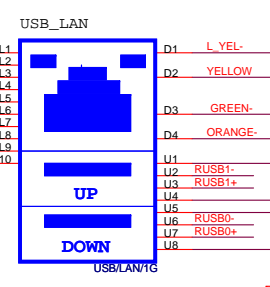 USB_LAN
L1
L2
L3
L4
L5
L6
L7
L8
L9
10
D1 L_YEL-
D2 YELLOW
D3 GREEN-
D4 ORANGE-
U1
U2 RUSB1-
U3 RUSB1+
U4
U5
U6 RUSB0-
U7 RUSB0+
U8
UP
DOWN
USB/LAN/1G